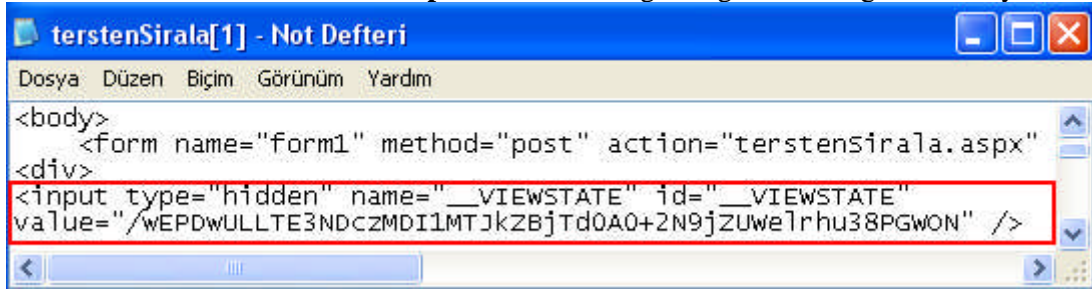 terstenSirala[1] - Not Defteri
Dosya Düzen Biçim Görünüm Yardım
<body>
<form name="form1" method="post" action="terstenSirala.aspx"
<div>
<input type="hidden" name="__VIEWSTATE" id="__VIEWSTATE"
value="/wEPDwULLTE3NDczMDI1MTJkZBjTd0A0+2N9jZUWelrhu38PGWON" />